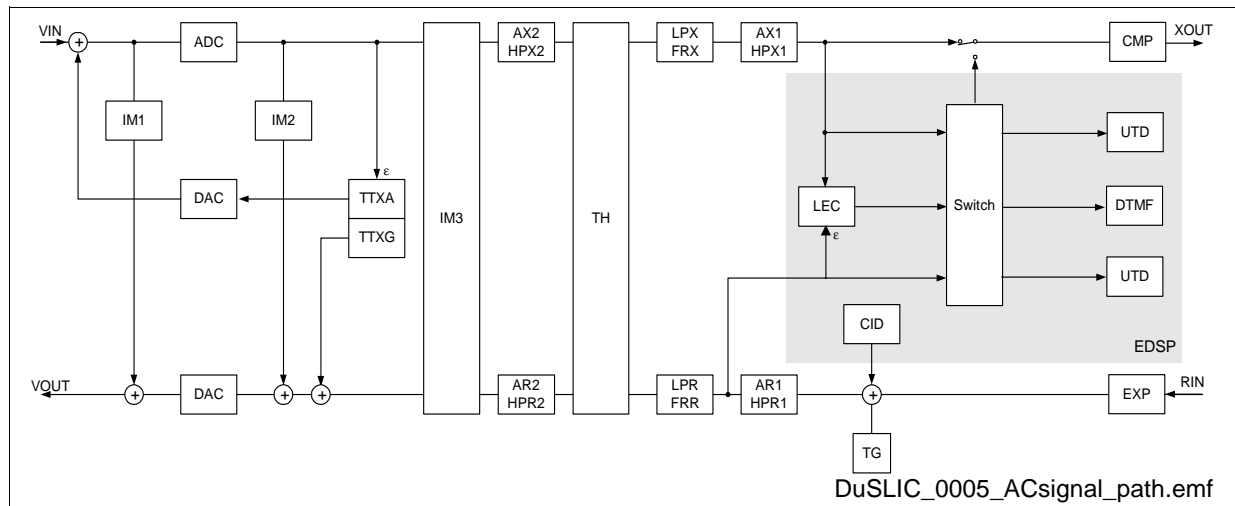 VIN
+
ADC
AX2
HPX2
LPX
FRX
AX1
HPX1
CMP
XOUT
IM1
IM2
UTD
ε
DAC
TTXA
TTXG
IM3
TH
LEC
ε
Switch
DTMF
UTD
CID
EDSP
VOUT
+
DAC
+
+
AR2
HPR2
LPR
FRR
AR1
HPR1
+
EXP
RIN
TG
DuSLIC_0005_ACsignal_path.emf